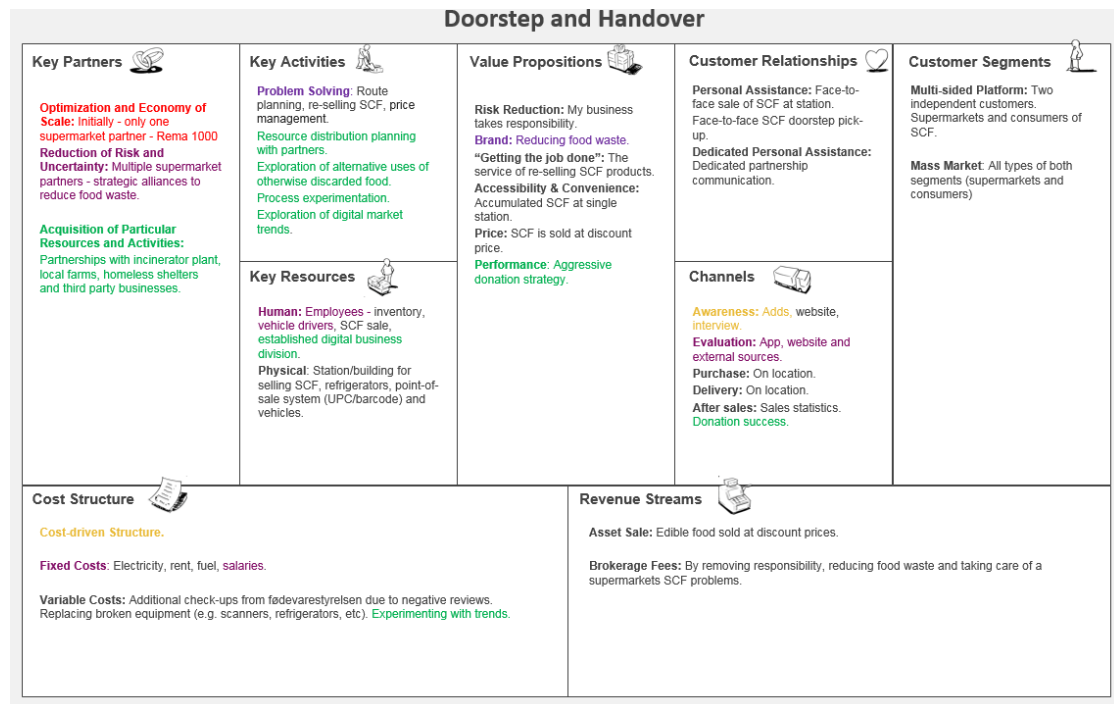 Doorstep and Handover
Key Partners
Optimization and Economy of
Scale: Initially - only one
supermarket partner - Rema 1000
Reduction of Risk and
Uncertainty: Multiple supermarket
partners - strategic alliances to
reduce food waste.
Acquisition of Particular
Resources and Activities:
Partnerships with incinerator plant,
local farms, homeless shelters
and third party businesses.
Key Activities
Problem Solving: Route
planning, re-selling SCF, price
management.
Resource distribution planning
with partners.
Exploration of alternative uses of
otherwise discarded food.
Process experimentation.
Exploration of digital market
trends.
Key Resources
Human: Employees - inventory,
vehicle drivers, SCF sale,
established digital business
division.
Physical: Station/building for
selling SCF, refrigerators, point-of-
sale system (UPC/barcode) and
vehicles.
Value Propositions
Risk Reduction: My business
takes responsibility.
Brand: Reducing food waste.
“Getting the job done”: The
service of re-selling SCF products.
Accessibility & Convenience:
Accumulated SCF at single
station.
Price: SCF is sold at discount
price.
Performance: Aggressive
donation strategy.
Customer Relationships
Personal Assistance: Face-to-
face sale of SCF at station.
Face-to-face SCF doorstep pick-
up.
Dedicated Personal Assistance:
Dedicated partnership
communication.
Channels
Awareness: Adds, website,
interview.
Evaluation: App, website and
external sources.
Purchase: On location.
Delivery: On location.
After sales: Sales statistics.
Donation success.
Customer Segments
Multi-sided Platform: Two
independent customers.
Supermarkets and consumers of
SCF.
Mass Market: All types of both
segments (supermarkets and
consumers)
Cost Structure
Cost-driven Structure.
Fixed Costs: Electricity, rent, fuel, salaries.
Variable Costs: Additional check-ups from fødevarestyrelsen due to negative reviews.
Replacing broken equipment (e.g. scanners, refrigerators, etc). Experimenting with trends.
Revenue Streams
Asset Sale: Edible food sold at discount prices.
Brokerage Fees: By removing responsibility, reducing food waste and taking care of a
supermarkets SCF problems.